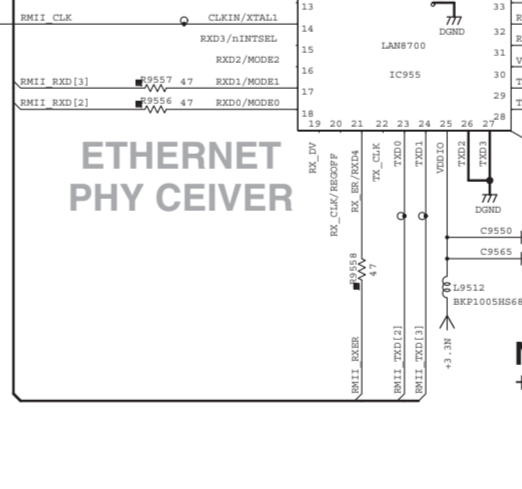 13
33
RMII_CLK
CLKIN/XTAL1
14
DGND
32
RXD3/nINTSEL
LAN8700
15
31
RXD2/MODE2
IC955
16
30
RMII_RXD[3]
R9557 47
RXD1/MODE1
17
29
RMII_RXD[2]
R9556 47
RXD0/MODE0
18
28
19 20 21 22 23 24 25 26 27
ETHERNET
PHY CEIVER
RX_DV
RX_CLK/REGOFF
RX_ER/RXD4
TX_CLK
TXD0
TXD1
VDDIO
TXD2
TXD3
DGND
C9550
C9565
R9558
47
L9512
BKP1005HS68
RMII_RXER
RMII_TXD[2]
RMII_TXD[3]
+3.3N